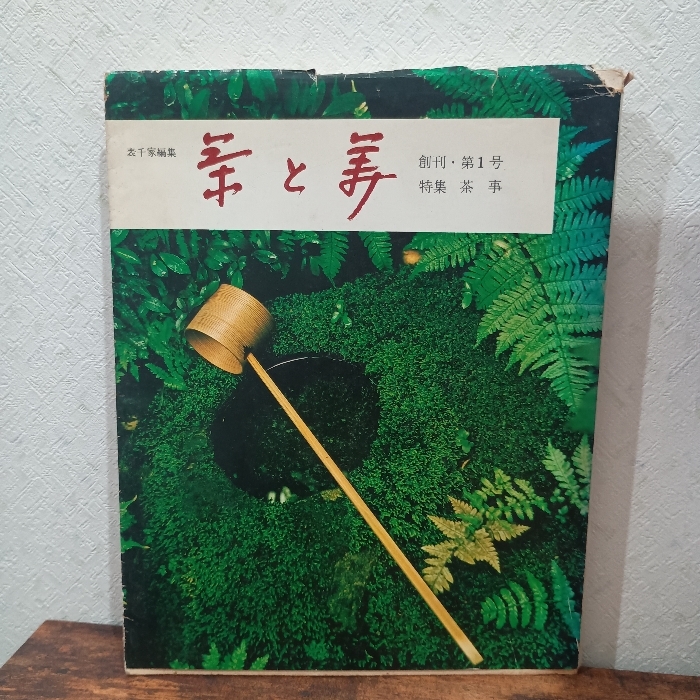 表千家編集
茶と美
創刊・第1号
特集 茶 事